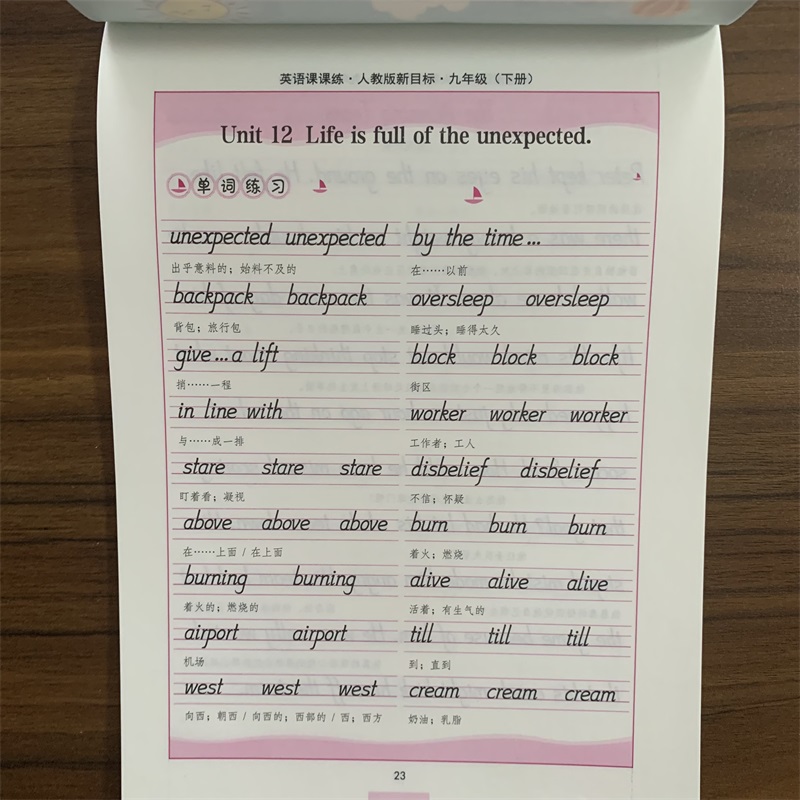 英语课课练·人教版新目标·九年级（下册）
Unit 12 Life is full of the unexpected.
单词练习
unexpected unexpected
出乎意料的；始料不及的
backpack backpack
背包；旅行包
give…a lift
捎……一程
in line with
与……成一排
stare stare stare
盯着看；凝视
above above above
在……上面 / 在上面
burning burning
着火的；燃烧的
airport airport
机场
west west west
向西；朝西 / 向西的；西部的 / 西；西方
by the time…
在……以前
oversleep oversleep
睡过头；睡得太久
block block block
街区
worker worker worker
工作者；工人
disbelief disbelief
不信；怀疑
burn burn burn
着火；燃烧
alive alive alive
活着；有生气的
till till till
到；直到
cream cream cream
奶油；乳脂
23